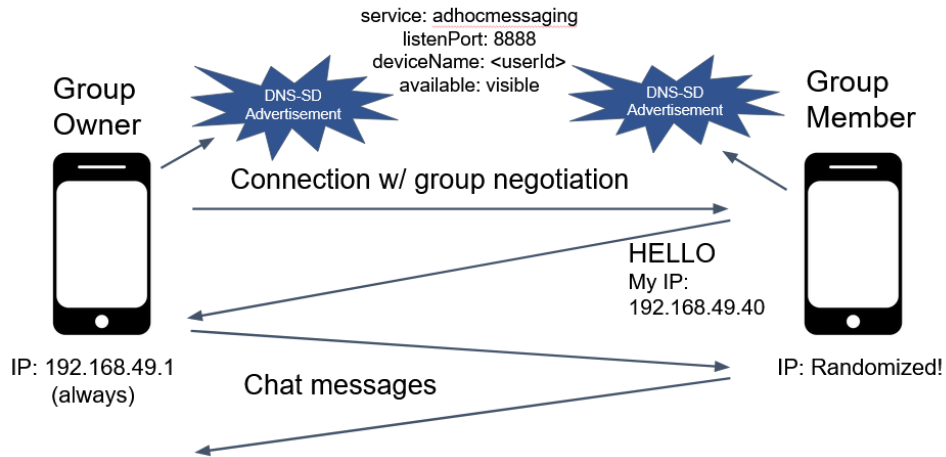 service: adhocmessaging
listenPort: 8888
deviceName: <userId>
available: visible
Group
Owner
DNS-SD
Advertisement
DNS-SD
Advertisement
Group
Member
Connection w/ group negotiation
HELLO
My IP:
192.168.49.40
IP: 192.168.49.1
(always)
Chat messages
IP: Randomized!